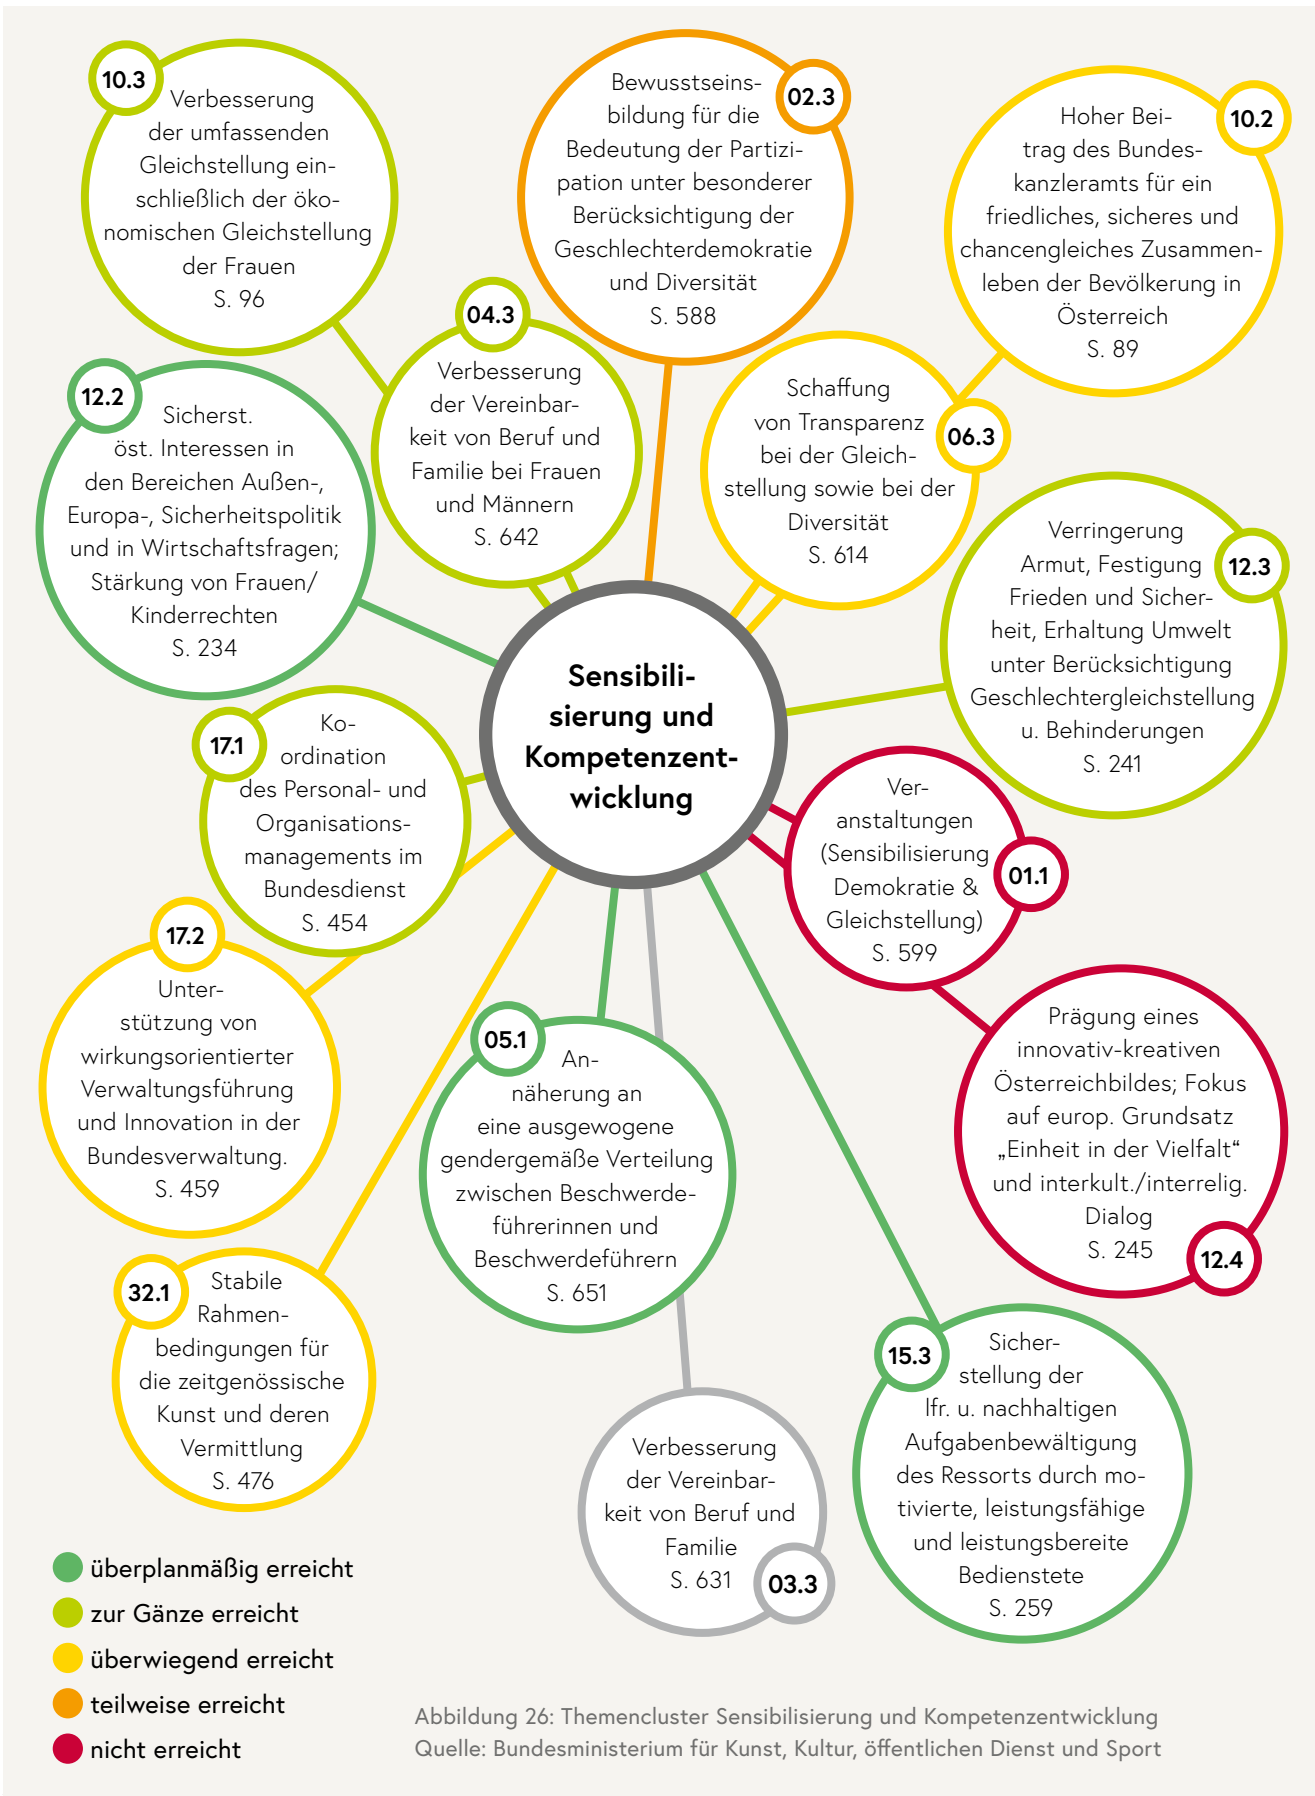 10.3
Verbesserung
der umfassenden
Gleichstellung ein-
schließlich der öko-
nomischen Gleichstellung
der Frauen
S. 96
02.3
Bewusstseins-
bildung für die
Bedeutung der Partizi-
pation unter besonderer
Berücksichtigung der
Geschlechterdemokratie
und Diversität
S. 588
10.2
Hoher Bei-
trag des Bundes-
kanzleramts für ein
friedliches, sicheres und
chancengleiches Zusammen-
leben der Bevölkerung in
Österreich
S. 89
04.3
Verbesserung
der Vereinbar-
keit von Beruf und
Familie bei Frauen
und Männern
S. 642
12.2
Sicherst.
öst. Interessen in
den Bereichen Außen-,
Europa-, Sicherheitspolitik
und in Wirtschaftsfragen;
Stärkung von Frauen/
Kinderrechten
S. 234
06.3
Schaffung
von Transparenz
bei der Gleich-
stellung sowie bei der
Diversität
S. 614
12.3
Verringerung
Armut, Festigung
Frieden und Sicher-
heit, Erhaltung Umwelt
unter Berücksichtigung
Geschlechtergleichstellung
u. Behinderungen
S. 241
Sensibili-
sierung und
Kompetenzent-
wicklung
17.1
Ko-
ordination
des Personal- und
Organisations-
managements im
Bundesdienst
S. 454
01.1
Ver-
anstaltungen
(Sensibilisierung
Demokratie &
Gleichstellung)
S. 599
17.2
Unter-
stützung von
wirkungsorientierter
Verwaltungsführung
und Innovation in der
Bundesverwaltung.
S. 459
05.1
An-
näherung an
eine ausgewogene
gendergemäße Verteilung
zwischen Beschwerde-
führerinnen und
Beschwerdeführern
S. 651
Prägung eines
innovativ-kreativen
Österreichbildes; Fokus
auf europ. Grundsatz
„Einheit in der Vielfalt“
und interkult./interrelig.
Dialog
S. 245
12.4
32.1
Stabile
Rahmen-
bedingungen für
die zeitgenössische
Kunst und deren
Vermittlung
S. 476
15.3
Sicher-
stellung der
lfr. u. nachhaltigen
Aufgabenbewältigung
des Ressorts durch mo-
tivierte, leistungsfähige
und leistungsbereite
Bedienstete
S. 259
Verbesserung
der Vereinbar-
keit von Beruf und
Familie
S. 631
03.3
überplanmäßig erreicht
zur Gänze erreicht
überwiegend erreicht
teilweise erreicht
nicht erreicht
Abbildung 26: Themencluster Sensibilisierung und Kompetenzentwicklung
Quelle: Bundesministerium für Kunst, Kultur, öffentlichen Dienst und Sport